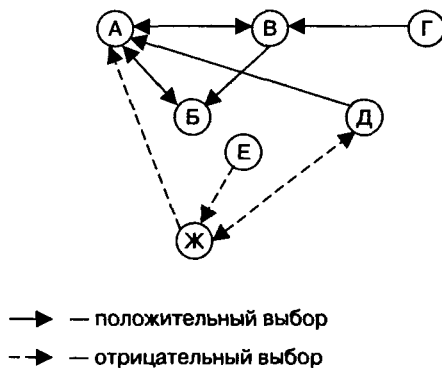 А В Г
Б Д
Е
Ж
— положительный выбор
— отрицательный выбор